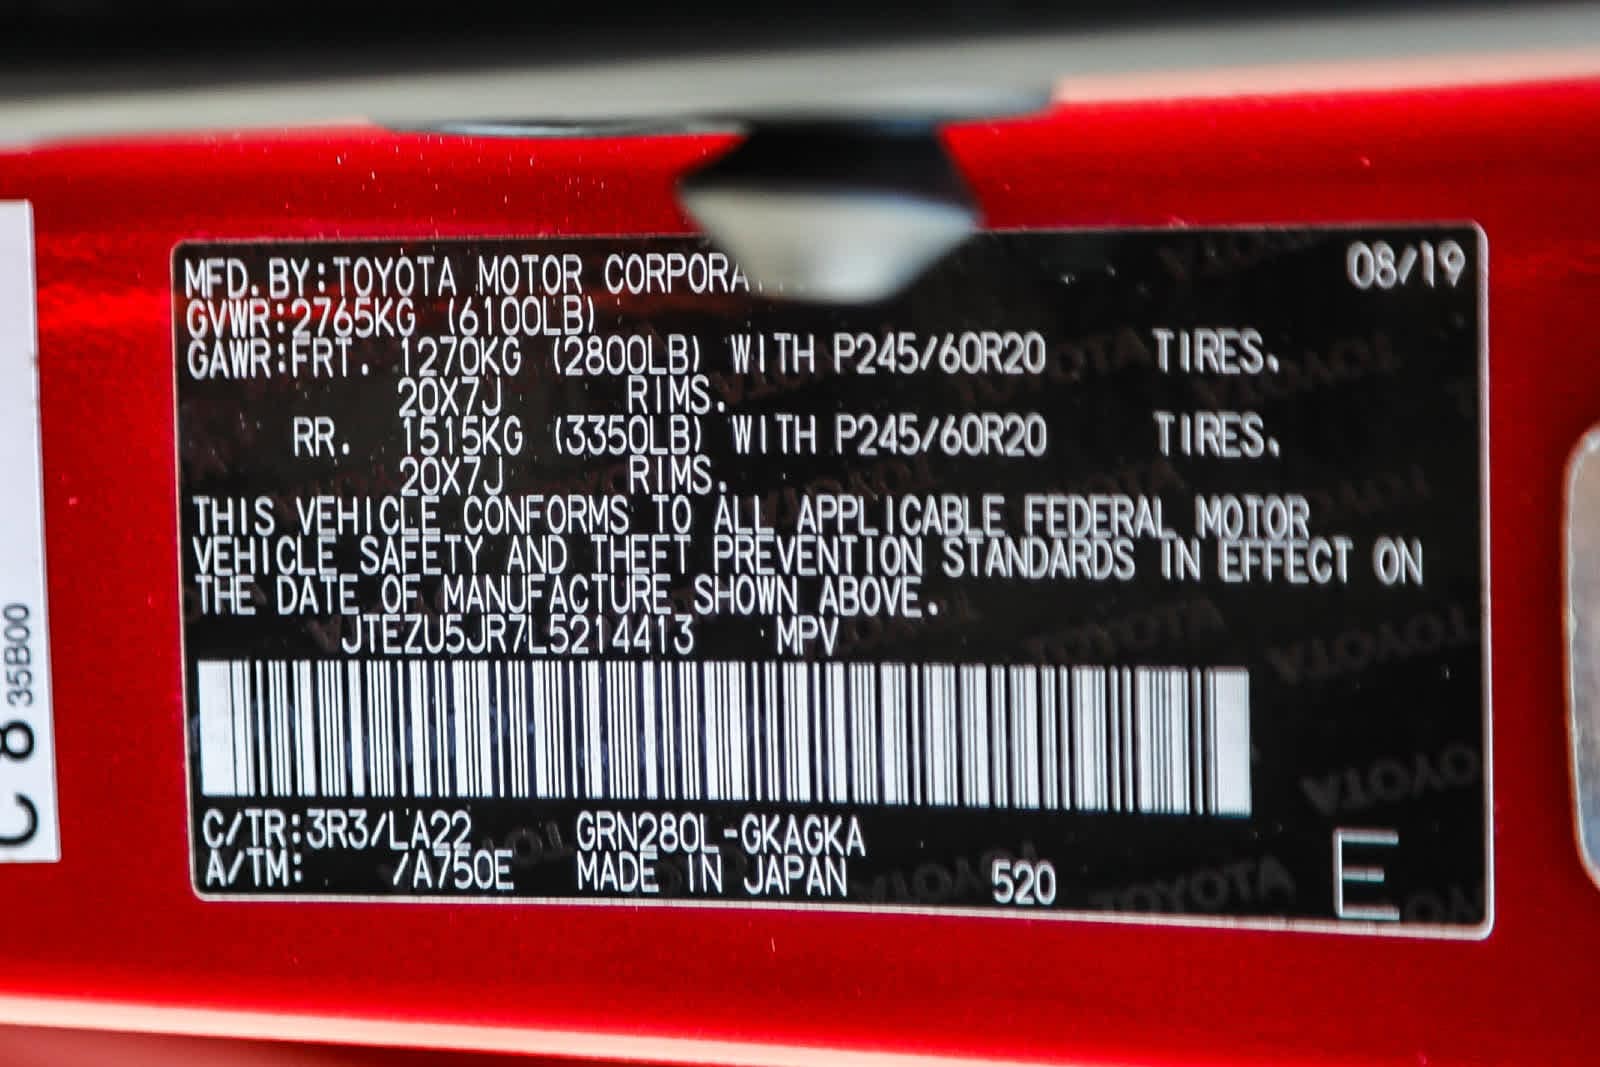 MFD. BY:TOYOTA MOTOR CORPORA 08/19
GVWR:2765KG (6100LB)
GAWR:FRT. 1270KG (2800LB) WITH P245/60R20 TIRES.
20X7J RIMS.
RR. 1515KG (3350LB) WITH P245/60R20 TIRES.
20X7J RIMS.
THIS VEHICLE CONFORMS TO ALL APPLICABLE FEDERAL MOTOR
VEHICLE SAFETY AND THEFT PREVENTION STANDARDS IN EFFECT ON
THE DATE OF MANUFACTURE SHOWN ABOVE.
JTEZU5JR7L5214413 MPV
C/TR:3R3/LA22 GRN280L-GKAGKA
A/TM: /A750E MADE IN JAPAN 520 E
C 8 35B00